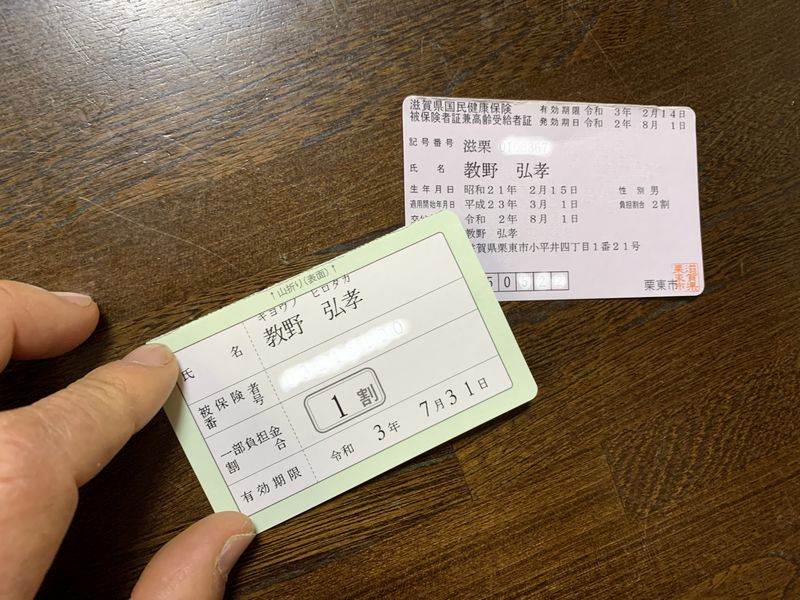 滋賀県国民健康保険
被保険者証兼高齢受給者証
有効期限 令和 3年 2月14日
発効期日 令和 2年 8月 1日
記号番号 滋栗
氏名 教野 弘孝
生年月日 昭和21年 2月15日 性別 男
適用開始年月日 平成23年 3月 1日 負担割合 2割
令和 2年 8月 1日
教野 弘孝
滋賀県栗東市小平井四丁目1番21号
栗東市
↑山折り(表面)↑
キヨウノ ヒロタカ
氏名 教野 弘孝
被保険者番号
一部負担金割合 1割
有効期限 令和 3年 7月31日